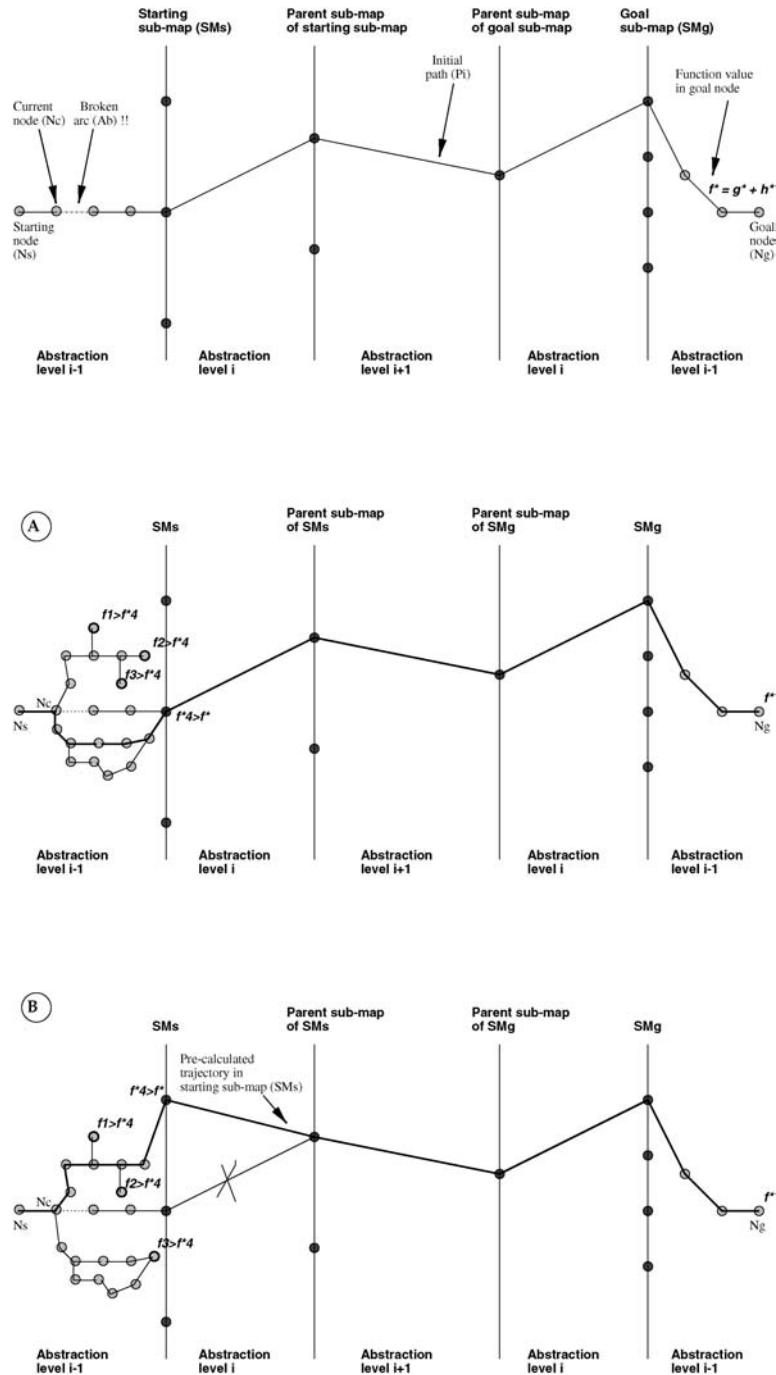 Starting
sub-map (SMs)
Parent sub-map
of starting sub-map
Parent sub-map
of goal sub-map
Goal
sub-map (SMg)
Initial
path (Pi)
Function value
in goal node
Current
node (Nc)
Broken
arc (Ab) !!
f* = g* + h*
Starting
node
(Ns)
Goal
node
(Ng)
Abstraction
level i-1
Abstraction
level i
Abstraction
level i+1
Abstraction
level i
Abstraction
level i-1
A
SMs
Parent sub-map
of SMs
Parent sub-map
of SMg
SMg
f1>f*4
f2>f*4
f3>f*4
Nc
Ns
f*4>f*
f*
Ng
Abstraction
level i-1
Abstraction
level i
Abstraction
level i+1
Abstraction
level i
Abstraction
level i-1
B
SMs
Parent sub-map
of SMs
Parent sub-map
of SMg
SMg
Pre-calculated
trajectory in
starting sub-map (SMs)
f*4>f*
f1>f*4
f2>f*4
Nc
Ns
f3>f*4
f*
Ng
Abstraction
level i-1
Abstraction
level i
Abstraction
level i+1
Abstraction
level i
Abstraction
level i-1